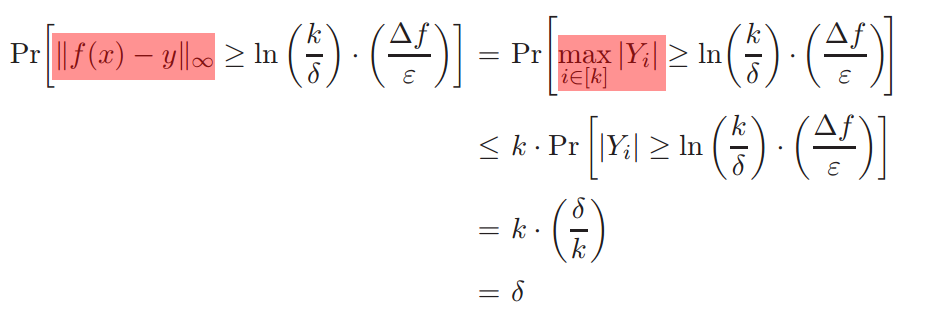 Pr[‖f(x) − y‖∞ ≥ ln(k/δ) · (Δf/ε)] = Pr[max_{i∈[k]} |Y_i| ≥ ln(k/δ) · (Δf/ε)]
≤ k · Pr[|Y_i| ≥ ln(k/δ) · (Δf/ε)]
= k · (δ/k)
= δ